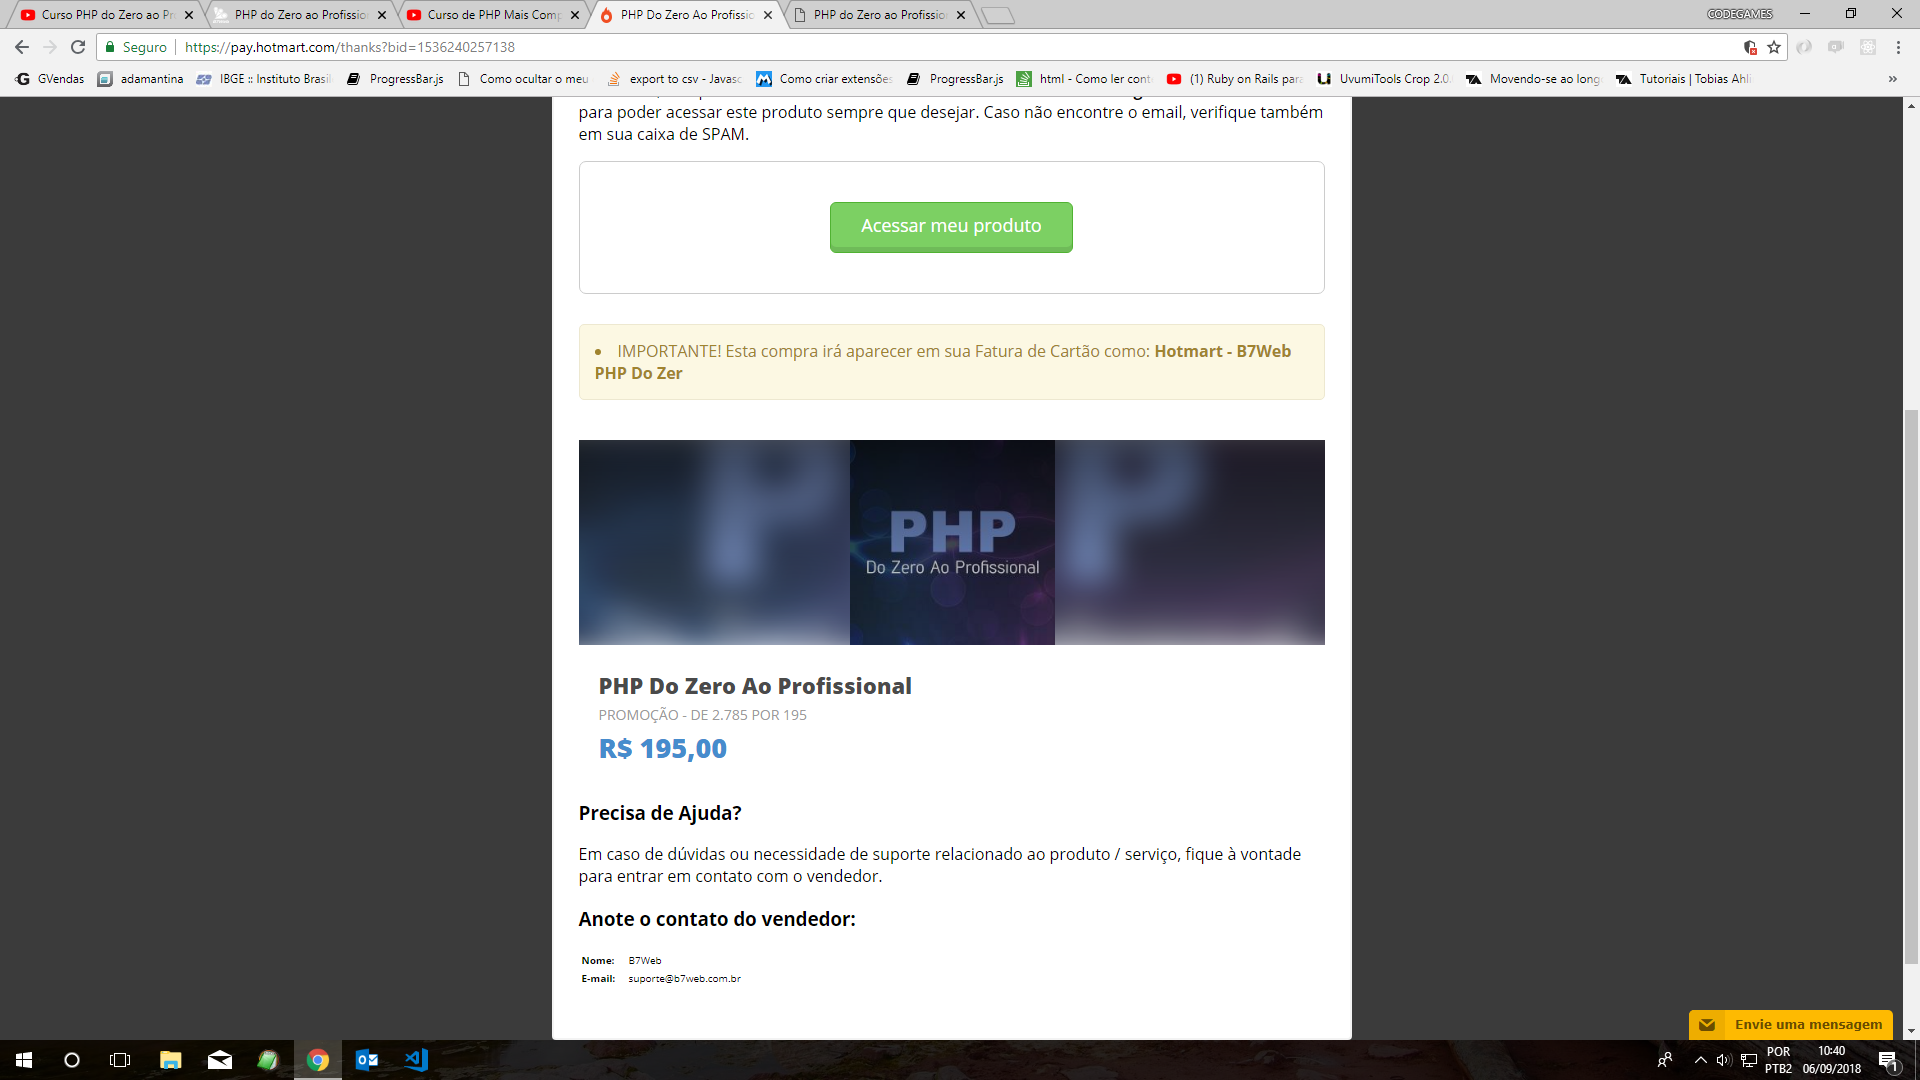 Curso PHP do Zero ao Pr
PHP do Zero ao Profissio
Curso de PHP Mais Comp
PHP Do Zero Ao Profissio
PHP do Zero ao Profissio
CODEGAMES
Seguro
https://pay.hotmart.com/thanks?bid=1536240257138
GVendas
adamantina
IBGE :: Instituto Brasil
ProgressBar.js
Como ocultar o meu
export to csv - Javasc
Como criar extensões
ProgressBar.js
html - Como ler cont
(1) Ruby on Rails para
UvumiTools Crop 2.0.
Movendo-se ao long
Tutoriais | Tobias Ahli
para poder acessar este produto sempre que desejar. Caso não encontre o email, verifique também
em sua caixa de SPAM.
Acessar meu produto
• IMPORTANTE! Esta compra irá aparecer em sua Fatura de Cartão como: Hotmart - B7Web
PHP Do Zer
PHP
Do Zero Ao Profissional
PHP Do Zero Ao Profissional
PROMOÇÃO - DE 2.785 POR 195
R$ 195,00
Precisa de Ajuda?
Em caso de dúvidas ou necessidade de suporte relacionado ao produto / serviço, fique à vontade
para entrar em contato com o vendedor.
Anote o contato do vendedor:
Nome: B7Web
E-mail: suporte@b7web.com.br
Envie uma mensagem
POR
PTB2
10:40
06/09/2018
1